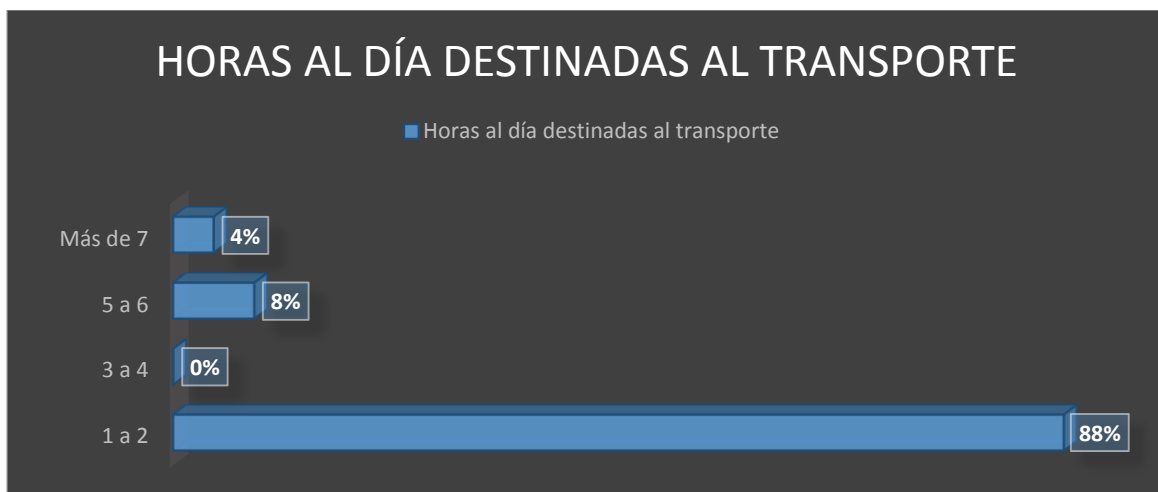 HORAS AL DÍA DESTINADAS AL TRANSPORTE
Horas al día destinadas al transporte
Más de 7 4%
5 a 6 8%
3 a 4 0%
1 a 2 88%